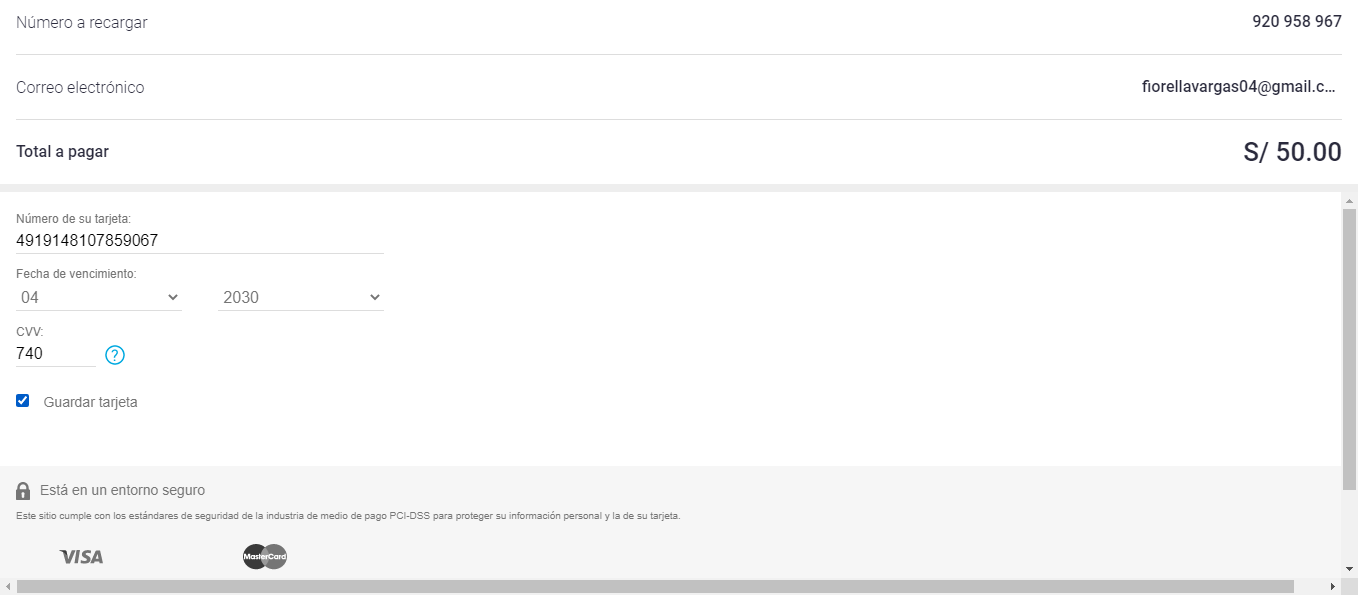 Número a recargar 920 958 967
Correo electrónico fiorellavargas04@gmail.c...
Total a pagar S/ 50.00
Número de su tarjeta:
4919148107859067
Fecha de vencimiento:
04 2030
CVV:
740 ?
Guardar tarjeta
Está en un entorno seguro
Este sitio cumple con los estándares de seguridad de la industria de medio de pago PCI-DSS para proteger su información personal y la de su tarjeta.
VISA MasterCard